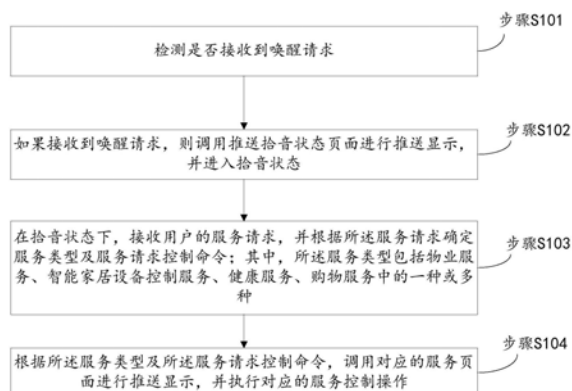 步骤S101
检测是否接收到唤醒请求
步骤S102
如果接收到唤醒请求，则调用推送拾音状态页面进行推送显示，
并进入拾音状态
步骤S103
在拾音状态下，接收用户的服务请求，并根据所述服务请求确定
服务类型及服务请求控制命令；其中，所述服务类型包括物业服
务、智能家居设备控制服务、健康服务、购物服务中的一种或多
种
步骤S104
根据所述服务类型及所述服务请求控制命令，调用对应的服务页
面进行推送显示，并执行对应的服务控制操作